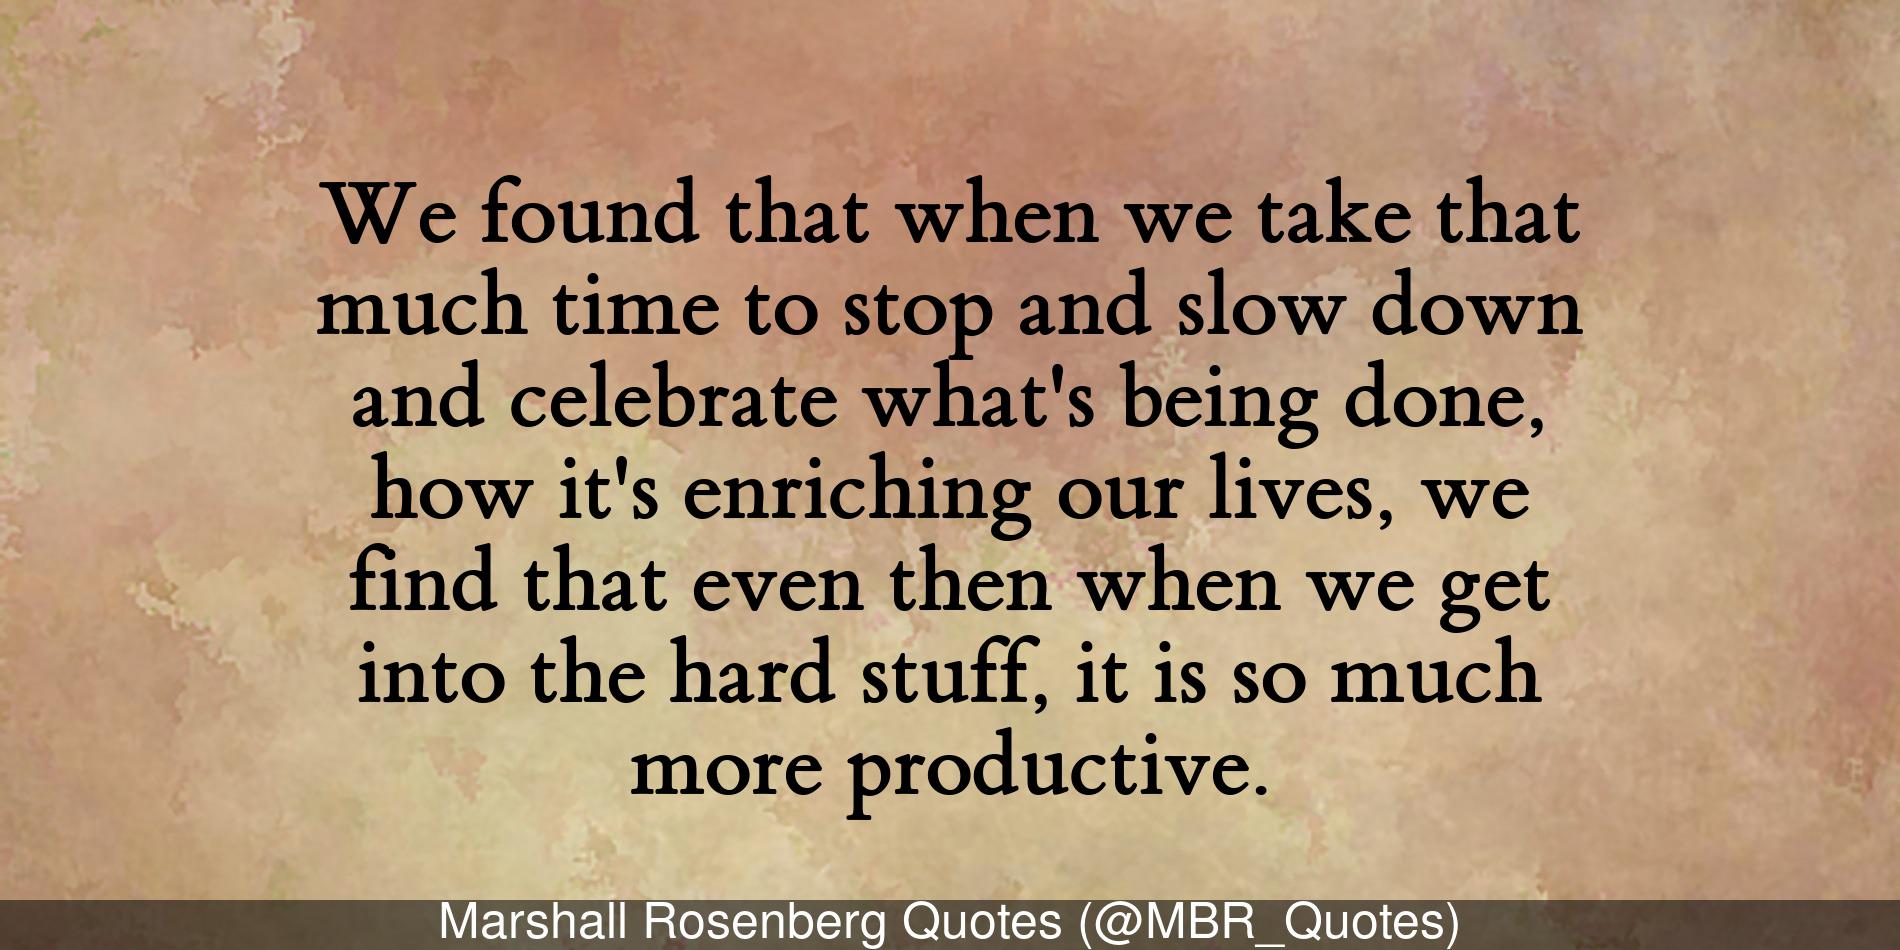 We found that when we take that
much time to stop and slow down
and celebrate what's being done,
how it's enriching our lives, we
find that even then when we get
into the hard stuff, it is so much
more productive.
Marshall Rosenberg Quotes (@MBR_Quotes)